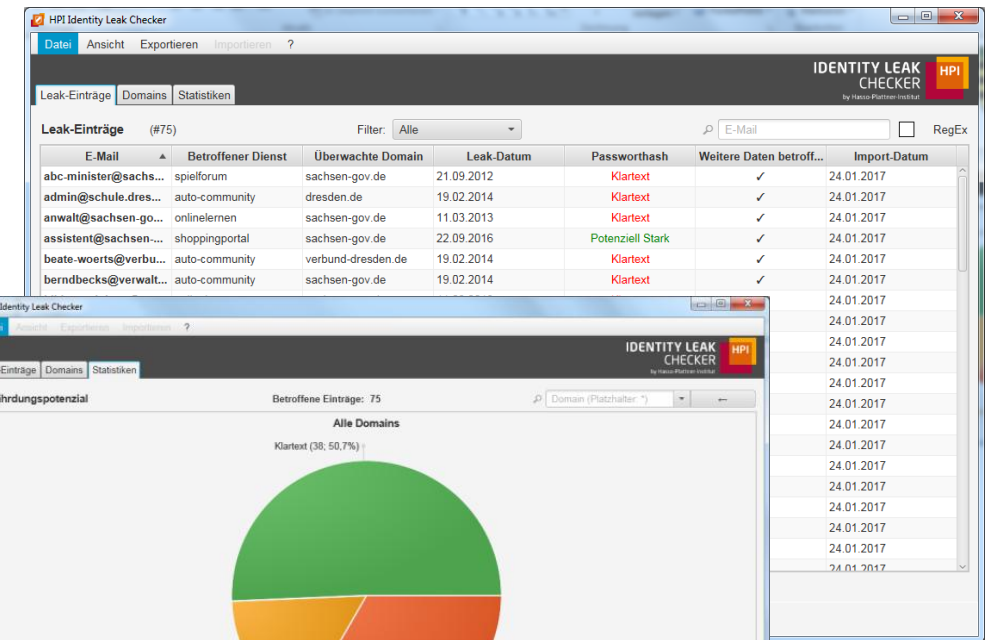 HPI Identity Leak Checker
Datei Ansicht Exportieren Importieren ?
IDENTITY LEAK CHECKER HPI
by Hasso-Plattner-Institut
Leak-Einträge Domains Statistiken
Leak-Einträge (#75) Filter: Alle E-Mail RegEx
E-Mail Betroffener Dienst Überwachte Domain Leak-Datum Passworthash Weitere Daten betroff... Import-Datum
abc-minister@sachs... spielforum sachsen-gov.de 21.09.2012 Klartext ✓ 24.01.2017
admin@schule.dres... auto-community dresden.de 19.02.2014 Klartext ✓ 24.01.2017
anwalt@sachsen-go... onlinelernen sachsen-gov.de 11.03.2013 Klartext ✓ 24.01.2017
assistent@sachsen-... shoppingportal sachsen-gov.de 22.09.2016 Potenziell Stark ✓ 24.01.2017
beate-woerts@verbu... auto-community verbund-dresden.de 19.02.2014 Klartext ✓ 24.01.2017
berndbecks@verwalt... auto-community sachsen-gov.de 19.02.2014 Klartext ✓ 24.01.2017
24.01.2017
24.01.2017
24.01.2017
24.01.2017
24.01.2017
24.01.2017
24.01.2017
24.01.2017
24.01.2017
24.01.2017
24.01.2017
24.01.2017
24.01.2017
24.01.2017
Identity Leak Checker
Ansicht Exportieren Importieren ?
IDENTITY LEAK CHECKER HPI
by Hasso-Plattner-Institut
Einträge Domains Statistiken
hrdungspotenzial Betroffene Einträge: 75 Domain (Platzhalter: *) ←
Alle Domains
Klartext (38; 50,7%)